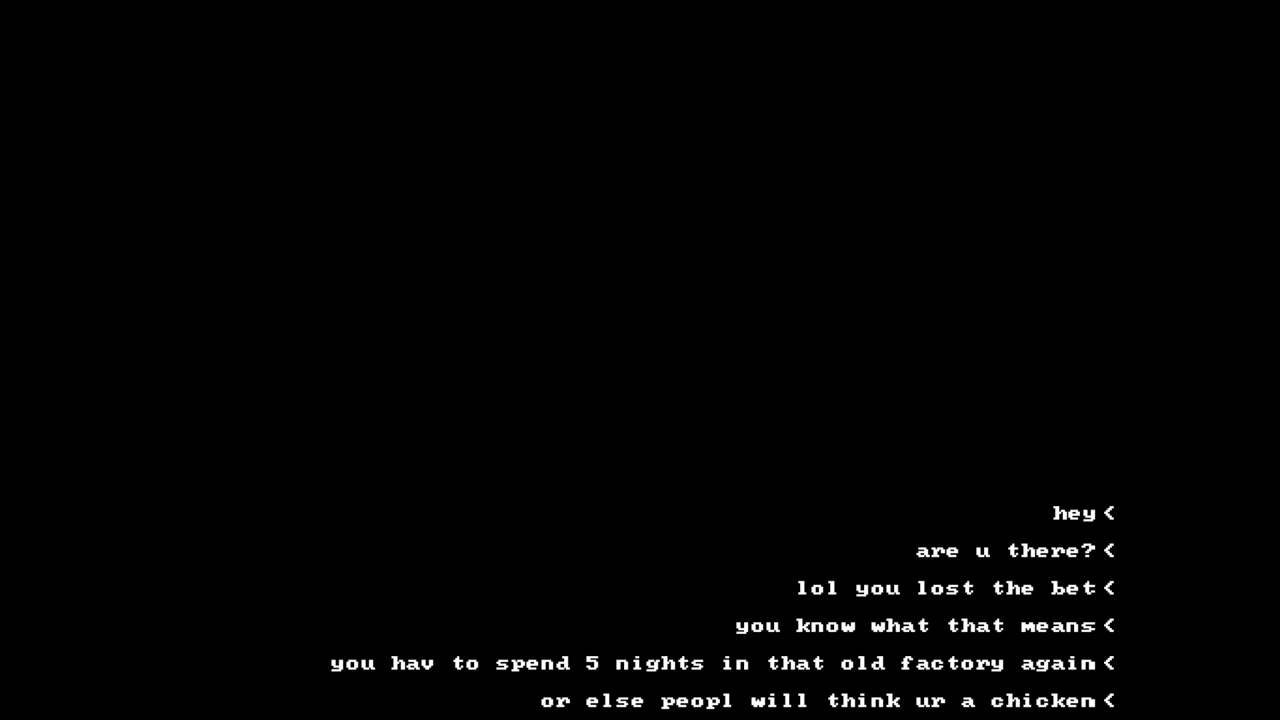 hey <
are u there? <
lol you lost the bet <
you know what that means <
you hav to spend 5 nights in that old factory again <
or else peopl will think ur a chicken <